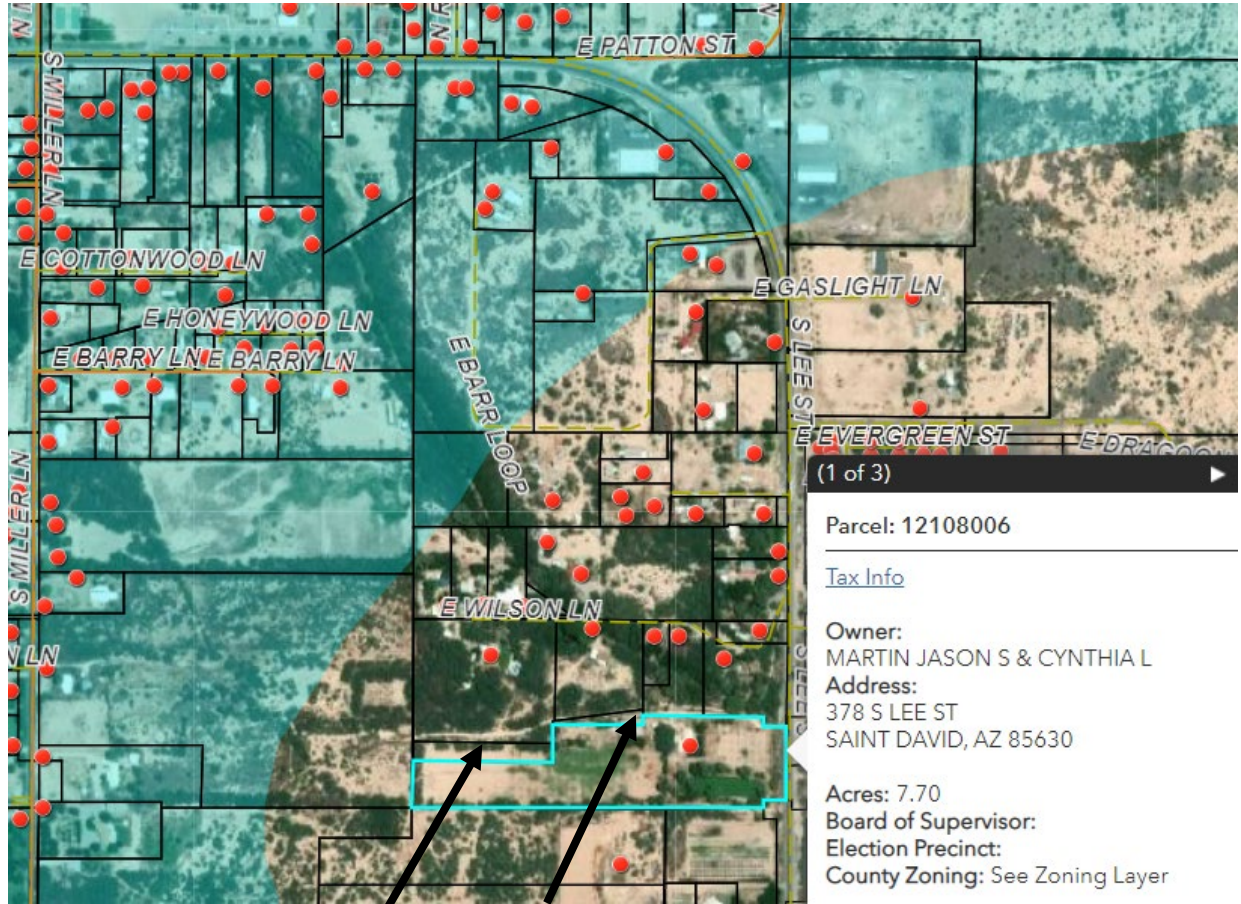 E PATTON ST
S MILLER LN
E COTTONWOOD LN
E GASLIGHT LN
E HONEYWOOD LN
S LEE ST
E BARRY LN E BARRY LN
E BARR LOOP
E EVERGREEN ST
S MILLER LN
(1 of 3)
Parcel: 12108006
Tax Info
E WILSON LN
Owner:
MARTIN JASON S & CYNTHIA L
N LN
Address:
378 S LEE ST
SAINT DAVID, AZ 85630
Acres: 7.70
Board of Supervisor:
Election Precinct:
County Zoning: See Zoning Layer